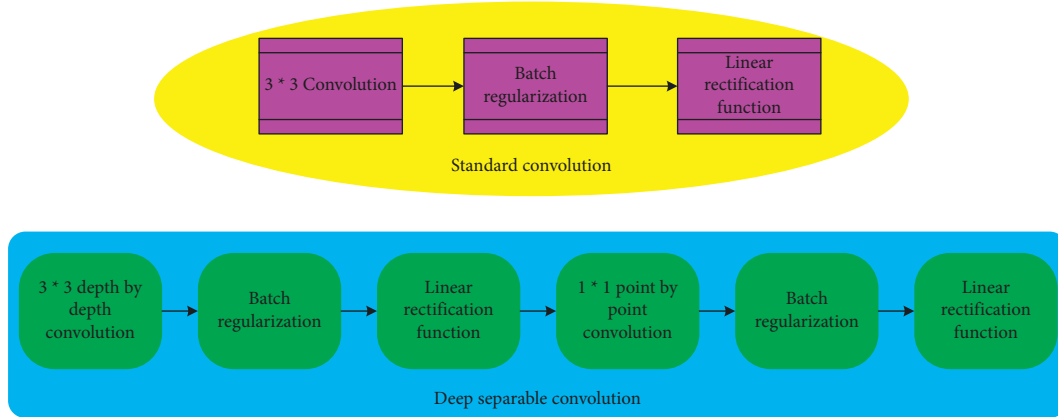 3 * 3 Convolution
Batch
regularization
Linear
rectification
function
Standard convolution
3 * 3 depth by
depth
convolution
Batch
regularization
Linear
rectification
function
1 * 1 point by
point
convolution
Batch
regularization
Linear
rectification
function
Deep separable convolution